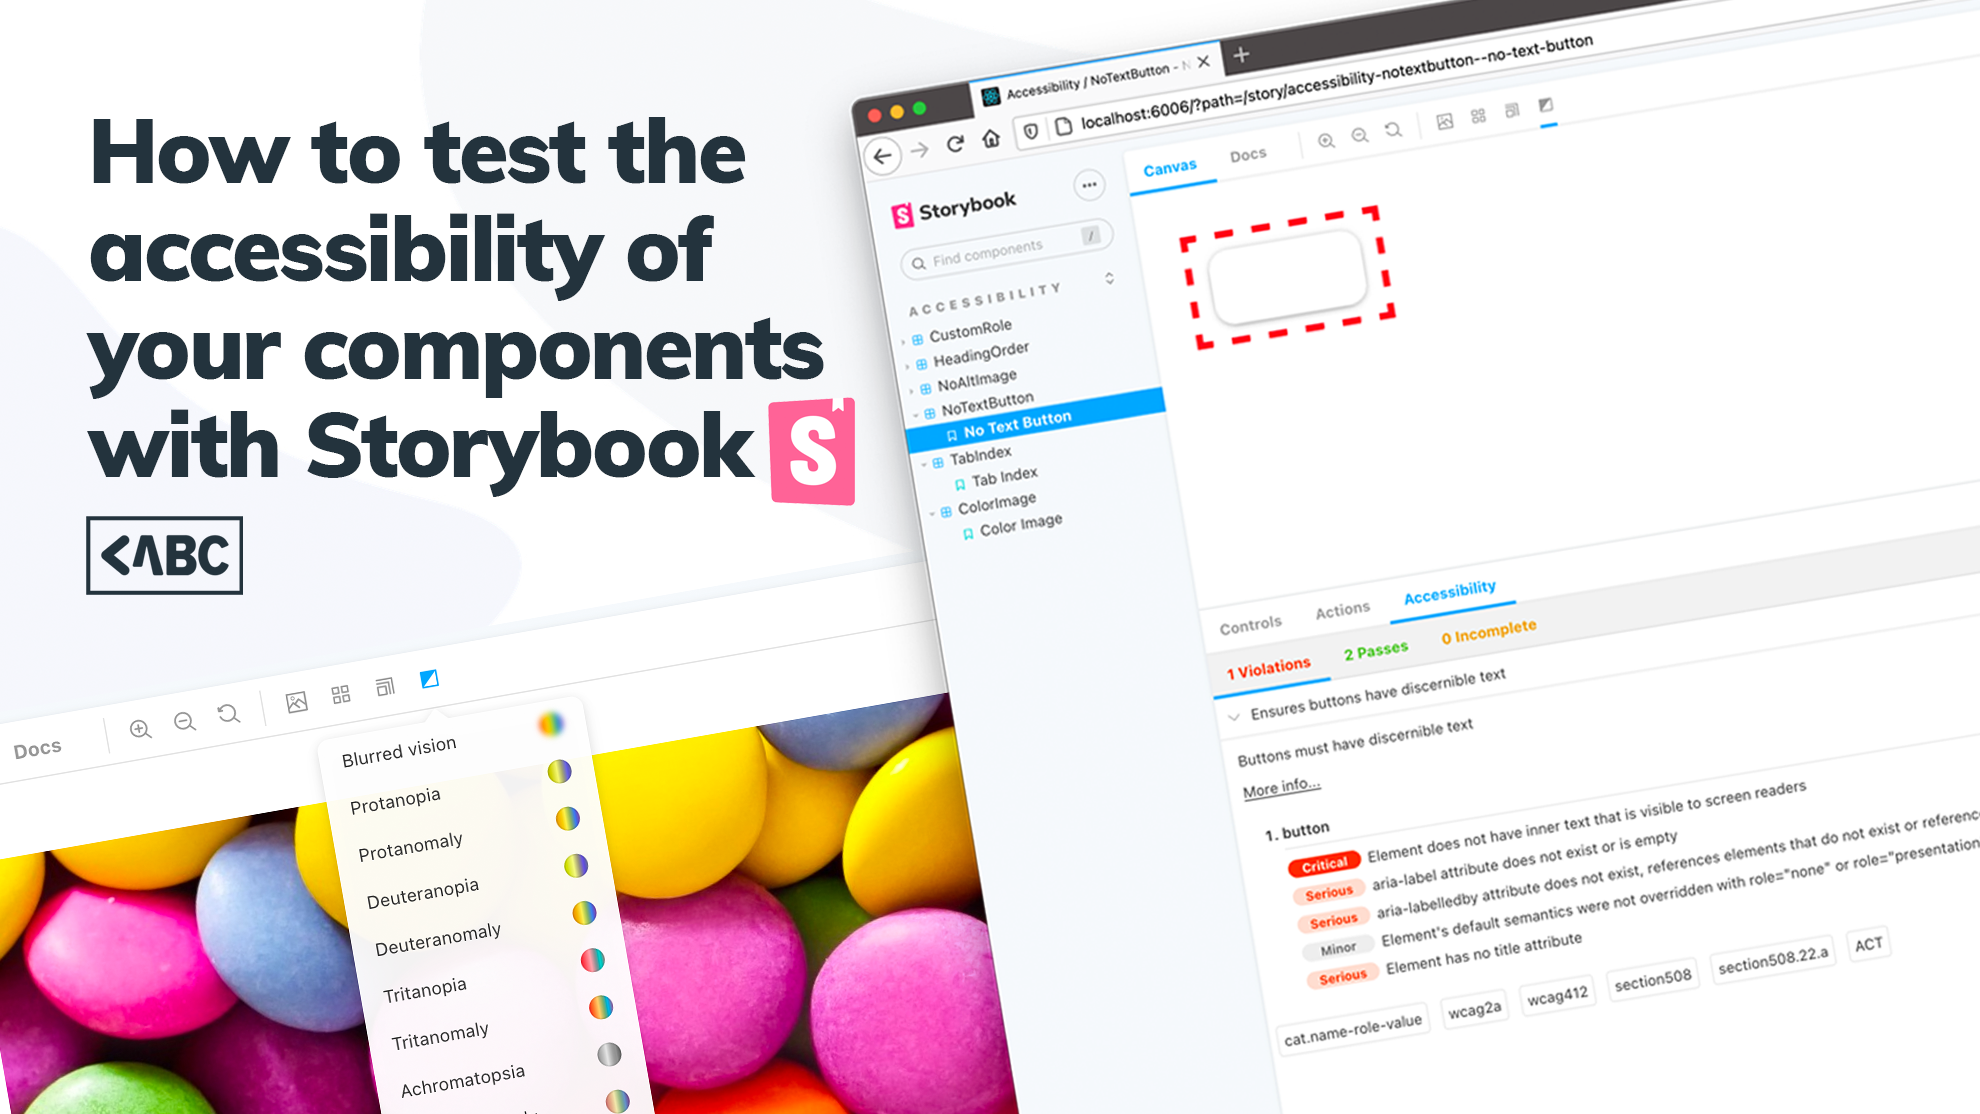 How to test the
accessibility of
your components
with Storybook
S
<ABC
Docs
Blurred vision
Protanopia
Protanomaly
Deuteranopia
Deuteranomaly
Tritanopia
Tritanomaly
Achromatopsia
Accessibility / NoTextButton -
localhost:6006/?path=/story/accessibility-notextbutton--no-text-button
S Storybook
Find components /
ACCESSIBILITY
CustomRole
HeadingOrder
NoAltImage
NoTextButton
No Text Button
TabIndex
Tab Index
ColorImage
Color Image
Canvas Docs
Controls Actions Accessibility
1 Violations 2 Passes 0 Incomplete
Ensures buttons have discernible text
Buttons must have discernible text
More info...
1. button
Critical Element does not have inner text that is visible to screen readers
Serious aria-label attribute does not exist or is empty
Serious aria-labelledby attribute does not exist, references elements that do not exist or referenc
Minor Element's default semantics were not overridden with role="none" or role="presentation
Serious Element has no title attribute
cat.name-role-value wcag2a wcag412 section508 section508.22.a ACT